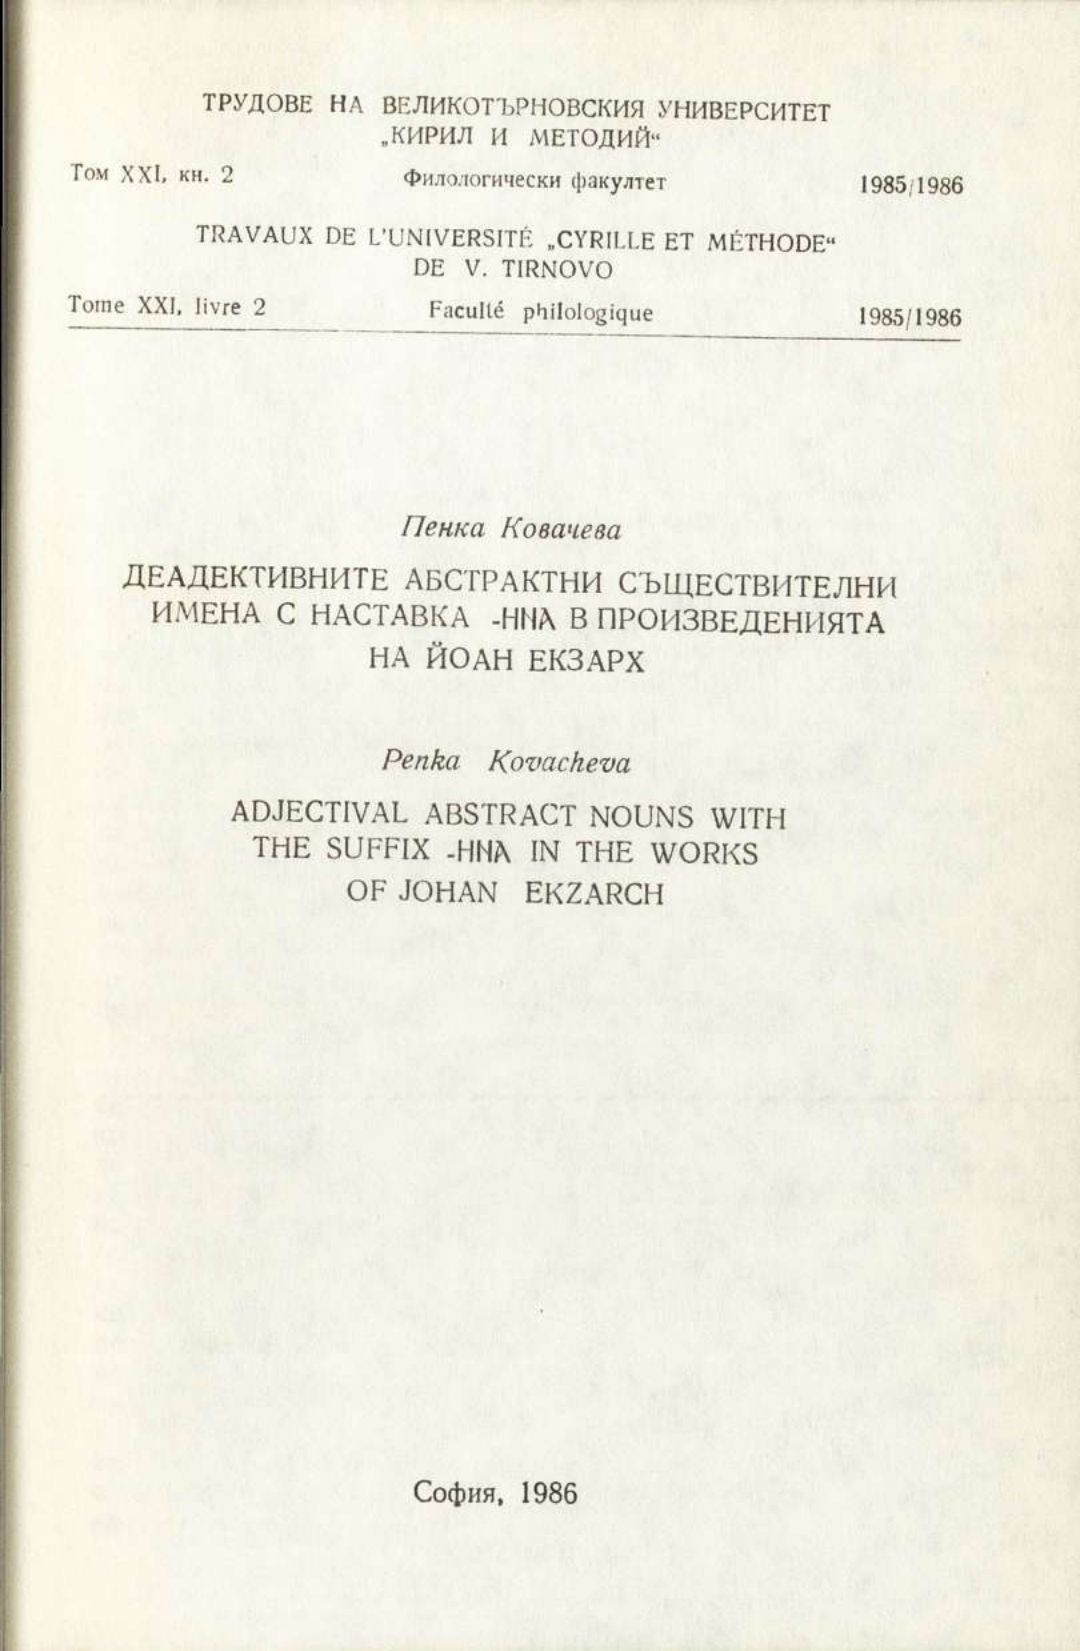 ТРУДОВЕ НА ВЕЛИКОТЪРНОВСКИЯ УНИВЕРСИТЕТ
„КИРИЛ И МЕТОДИЙ“
Том XXI, кн. 2 Филологически факултет 1985/1986
TRAVAUX DE L'UNIVERSITÉ „CYRILLE ET MÉTHODE“
DE V. TIRNOVO
Tome XXI, livre 2 Faculté philologique 1985/1986
Пенка Ковачева
ДЕАДЕКТИВНИТЕ АБСТРАКТНИ СЪЩЕСТВИТЕЛНИ
ИМЕНА С НАСТАВКА -НNА В ПРОИЗВЕДЕНИЯТА
НА ЙОАН ЕКЗАРХ
Penka Kovacheva
ADJECTIVAL ABSTRACT NOUNS WITH
THE SUFFIX -НNА IN THE WORKS
OF JOHAN EKZARCH
София, 1986